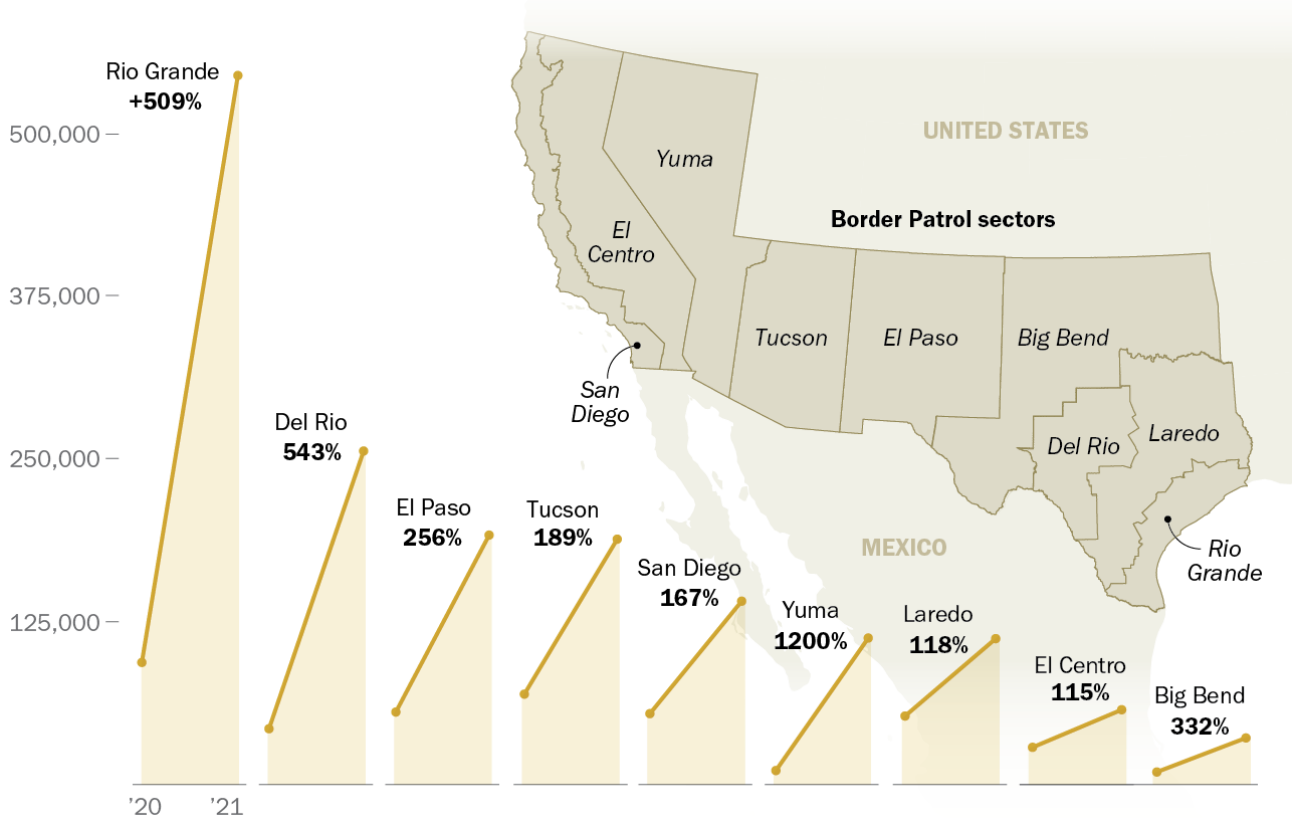 Rio Grande
+509%
500,000
375,000
250,000
125,000
’20
’21
Del Rio
543%
El Paso
256%
Tucson
189%
San Diego
167%
Yuma
1200%
Laredo
118%
El Centro
115%
Big Bend
332%
UNITED STATES
Border Patrol sectors
Yuma
El
Centro
San
Diego
Tucson
El Paso
Big Bend
Del Rio
Laredo
Rio
Grande
MEXICO